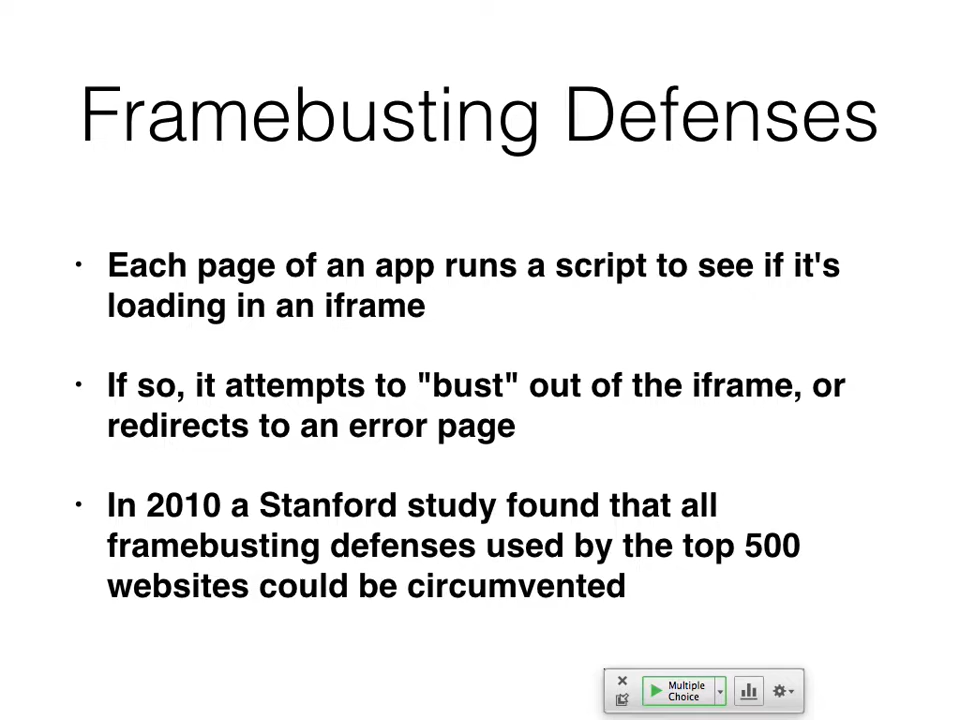 Framebusting Defenses
• Each page of an app runs a script to see if it's
loading in an iframe
• If so, it attempts to "bust" out of the iframe, or
redirects to an error page
• In 2010 a Stanford study found that all
framebusting defenses used by the top 500
websites could be circumvented
Multiple
Choice